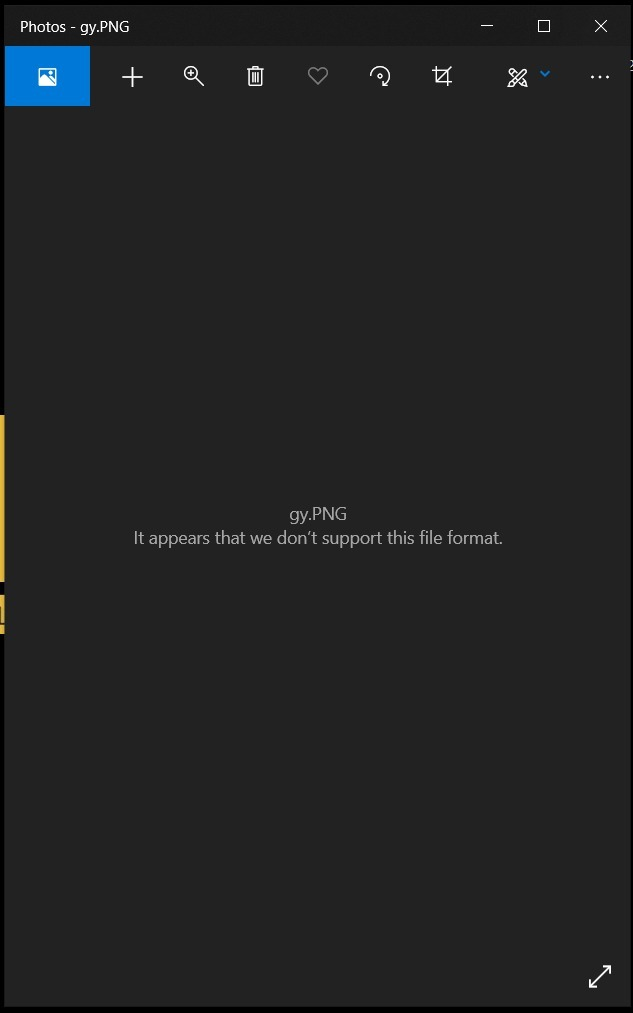 Photos - gy.PNG
gy.PNG
It appears that we don't support this file format.